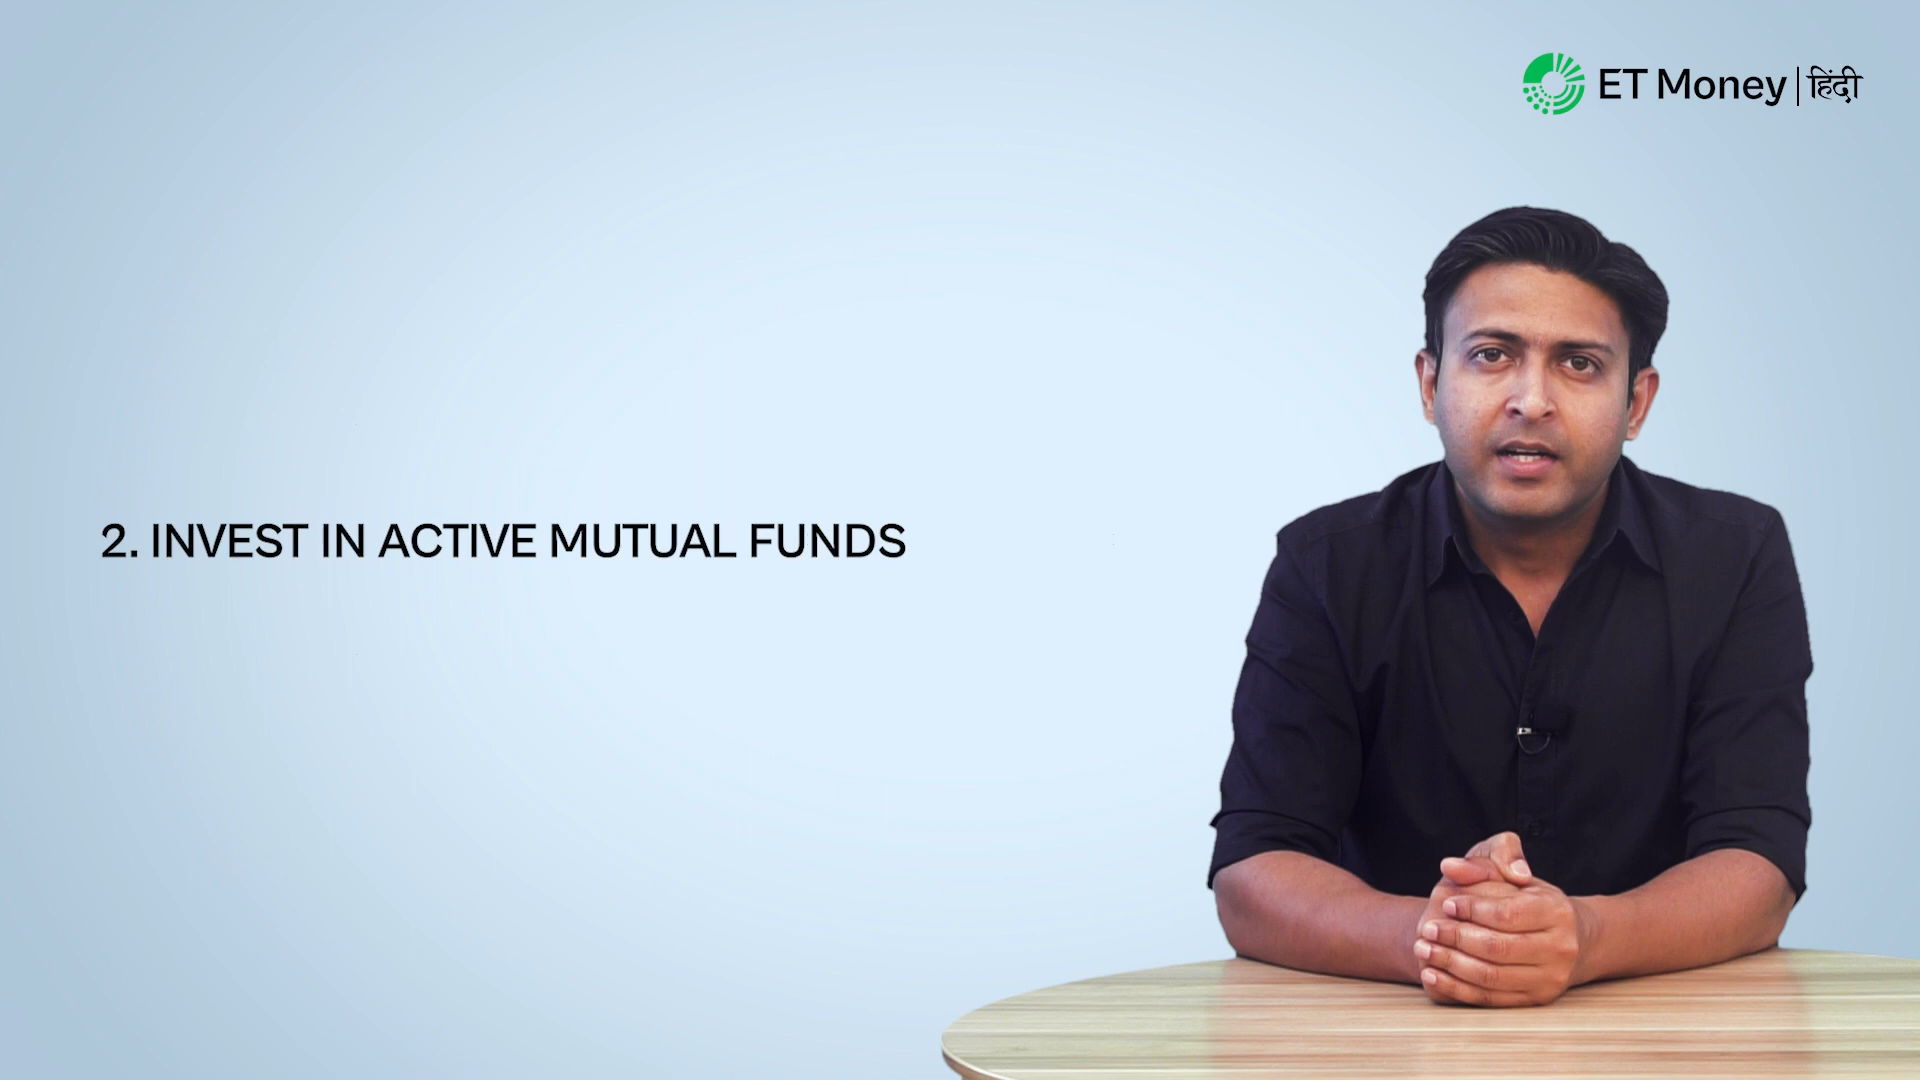 ET Money | हिंदी
2. INVEST IN ACTIVE MUTUAL FUNDS